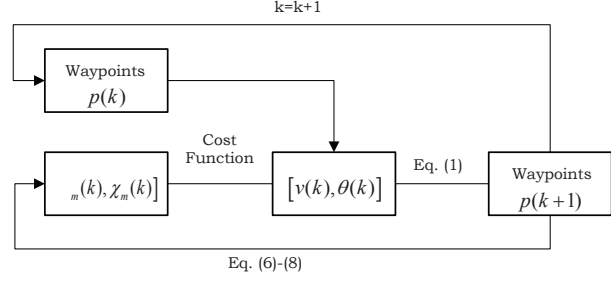 k=k+1
Waypoints
p(k)
Cost
Function
ₘ(k),χₘ(k)]
[v(k),θ(k)]
Eq. (1)
Waypoints
p(k+1)
Eq. (6)-(8)